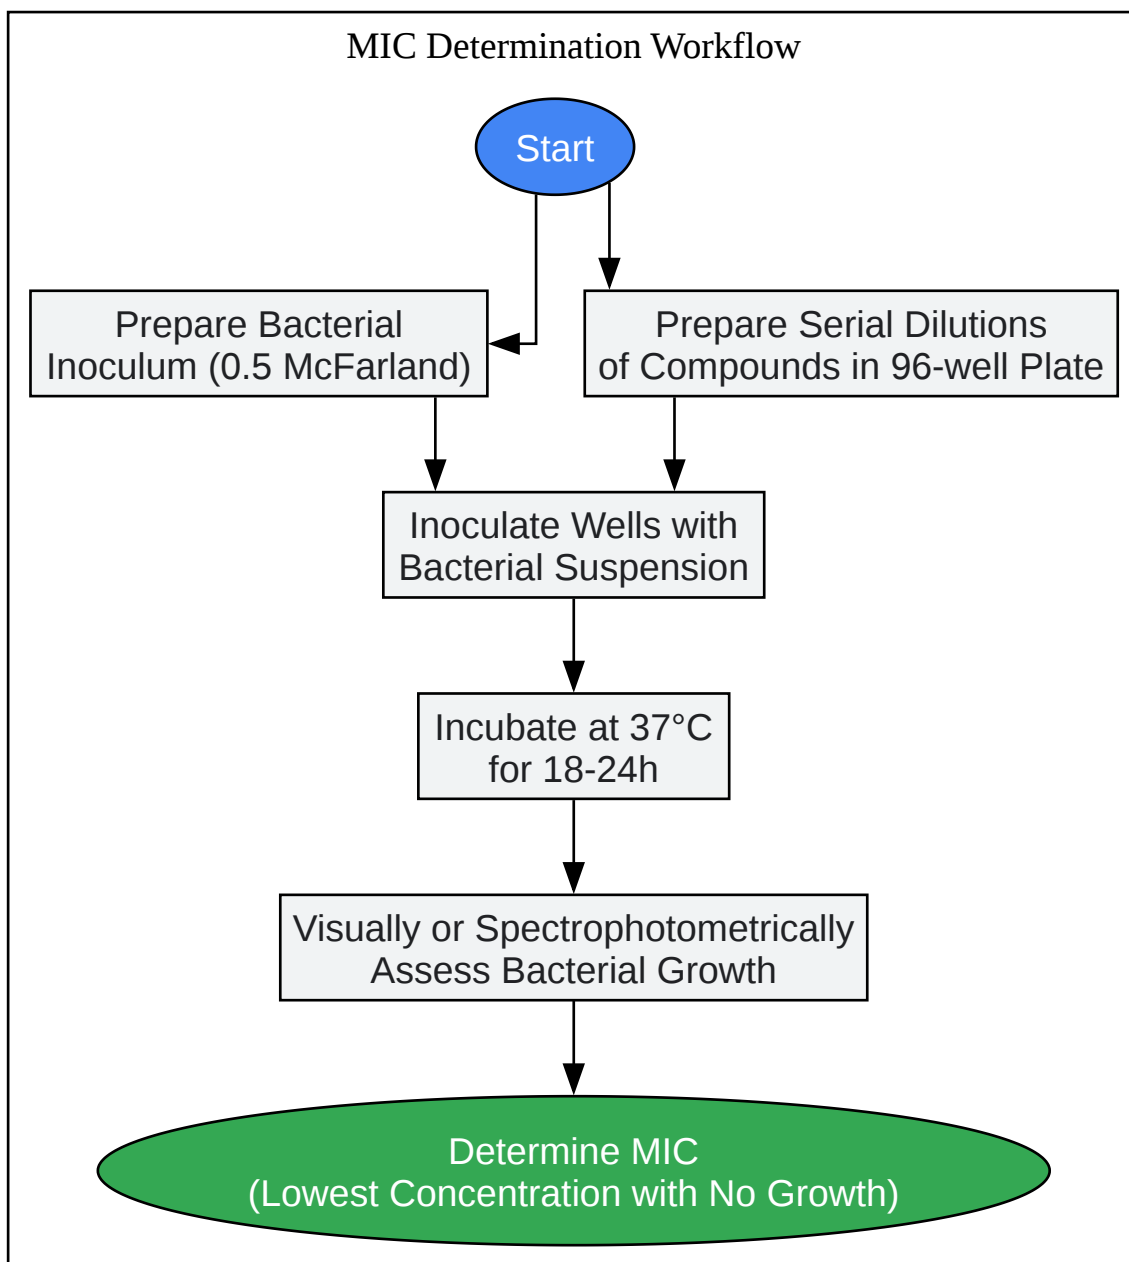 MIC Determination Workflow
Start
Prepare Bacterial
Inoculum (0.5 McFarland)
Prepare Serial Dilutions
of Compounds in 96-well Plate
Inoculate Wells with
Bacterial Suspension
Incubate at 37°C
for 18-24h
Visually or Spectrophotometrically
Assess Bacterial Growth
Determine MIC
(Lowest Concentration with No Growth)